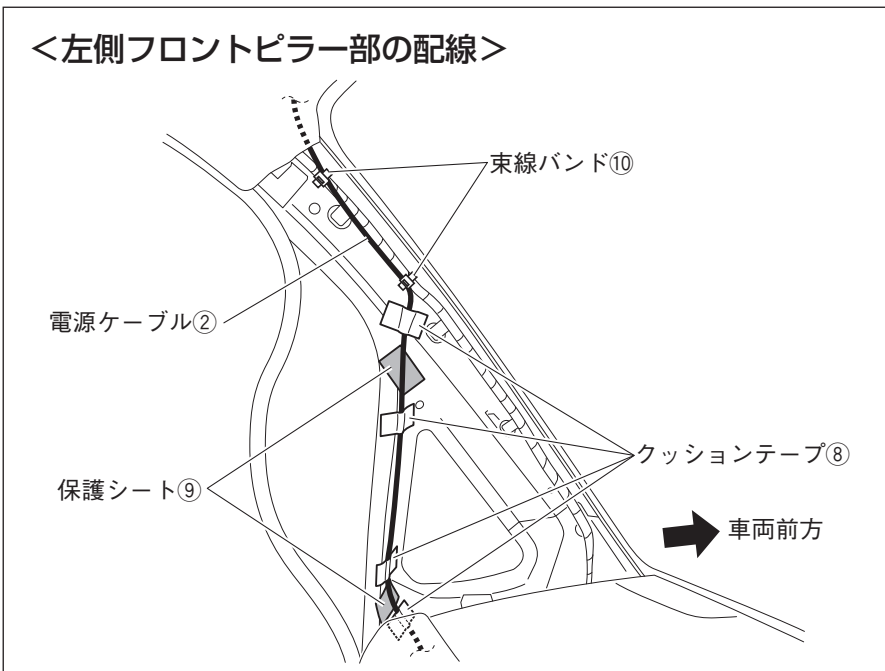 ＜左側フロントピラー部の配線＞
束線バンド⑩
電源ケーブル②
クッションテープ⑧
保護シート⑨
車両前方